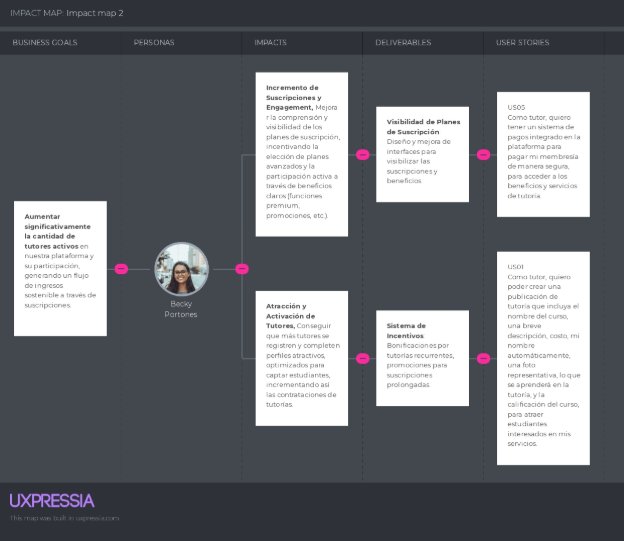 IMPACT MAP: Impact map 2
BUSINESS GOALS
PERSONAS
IMPACTS
DELIVERABLES
USER STORIES
Aumentar
significativamente
la cantidad de
tutores activos en
nuestra plataforma y
su participación,
generando un flujo
de ingresos
sostenible a través de
suscripciones.
Becky
Portones
Incremento de
Suscripciones y
Engagement, Mejora
r la comprensión y
visibilidad de los
planes de suscripción,
incentivando la
elección de planes
avanzados y la
participación activa a
través de beneficios
claros (funciones
premium,
promociones, etc.).
Visibilidad de Planes
de Suscripción
Diseño y mejora de
interfaces para
visibilizar las
suscripciones y
beneficios.
US05
Como tutor, quiero
tener un sistema de
pagos integrado en la
plataforma para
pagar mi membresía
de manera segura,
para acceder a los
beneficios y servicios
de tutoría.
Atracción y
Activación de
Tutores, Conseguir
que más tutores se
registren y completen
perfiles atractivos,
optimizados para
captar estudiantes,
incrementando así
las contrataciones de
tutorías.
Sistema de
Incentivos
Bonificaciones por
tutorías recurrentes,
promociones para
suscripciones
prolongadas.
US01
Como tutor, quiero
poder crear una
publicación de
tutoría que incluya el
nombre del curso,
una breve
descripción, costo, mi
nombre
automáticamente,
una foto
representativa, lo que
se aprenderá en la
tutoría, y la
calificación del curso,
para atraer
estudiantes
interesados en mis
servicios.
UXPRESSIA
This map was built in uxpressia.com